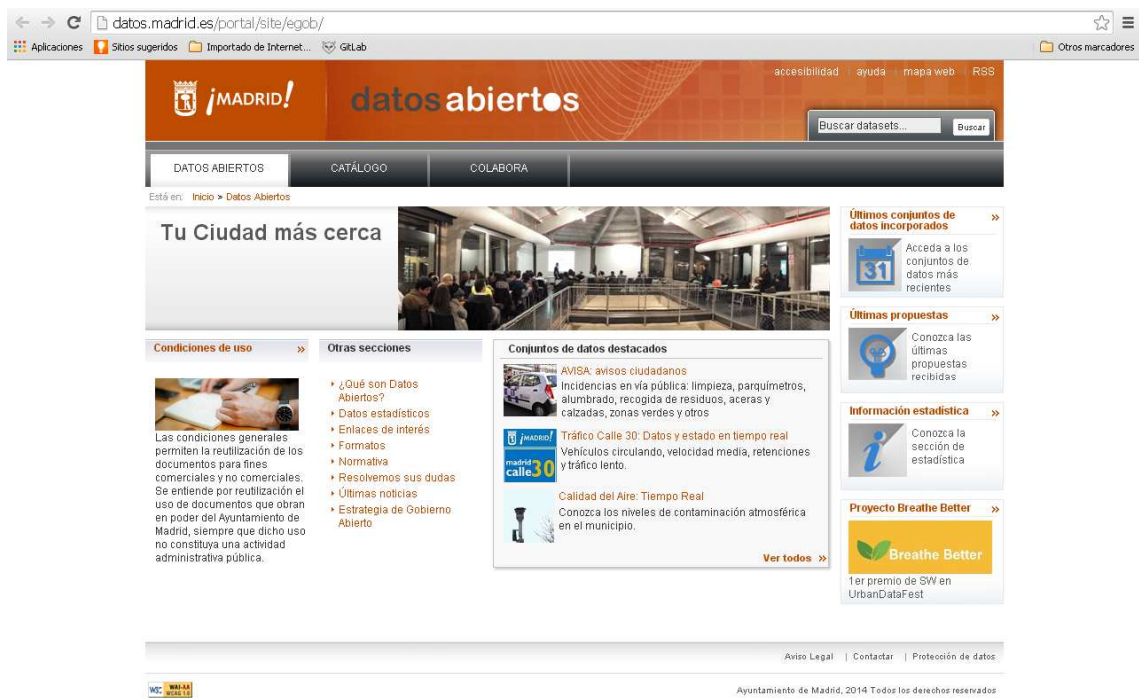 datos.madrid.es/portal/site/egob/
Aplicaciones
Sitios sugeridos
Importado de Internet...
GitLab
Otros marcadores
accesibilidad
ayuda
mapa web
RSS
¡MADRID!
datos abiertos
Buscar datasets...
Buscar
DATOS ABIERTOS
CATÁLOGO
COLABORA
Está en: Inicio » Datos Abiertos
Tu Ciudad más cerca
Condiciones de uso »
Las condiciones generales
permiten la reutilización de los
documentos para fines
comerciales y no comerciales.
Se entiende por reutilización el
uso de documentos que obran
en poder del Ayuntamiento de
Madrid, siempre que dicho uso
no constituya una actividad
administrativa pública.
Otras secciones
¿Qué son Datos
Abiertos?
Datos estadísticos
Enlaces de interés
Formatos
Normativa
Resolvemos sus dudas
Últimas noticias
Estrategia de Gobierno
Abierto
Conjuntos de datos destacados
AVISA: avisos ciudadanos
Incidencias en vía pública: limpieza, parquímetros,
alumbrado, recogida de residuos, aceras y
calzadas, zonas verdes y otros
¡MADRID!
madrid
calle30
Tráfico Calle 30: Datos y estado en tiempo real
Vehículos circulando, velocidad media, retenciones
y tráfico lento.
Calidad del Aire: Tiempo Real
Conozca los niveles de contaminación atmosférica
en el municipio.
Ver todos »
Últimos conjuntos de »
datos incorporados
31
Acceda a los
conjuntos de
datos más
recientes
Últimas propuestas »
Conozca las
últimas
propuestas
recibidas
Información estadística »
i
Conozca la
sección de
estadística
Proyecto Breathe Better »
Breathe Better
1er premio de SW en
UrbanDataFest
Aviso Legal | Contactar | Protección de datos
W3C WAI-AA
WCAG 1.0
Ayuntamiento de Madrid, 2014 Todos los derechos reservados